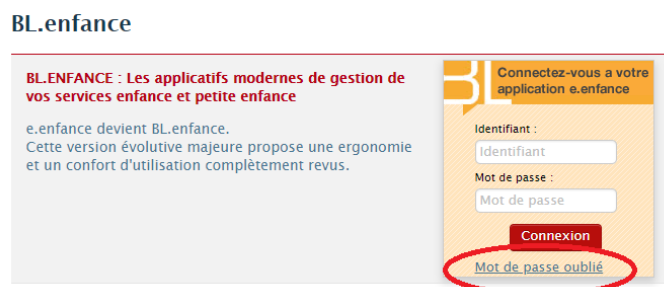 BL.enfance
BL.ENFANCE : Les applicatifs modernes de gestion de
vos services enfance et petite enfance
e.enfance devient BL.enfance.
Cette version évolutive majeure propose une ergonomie
et un confort d'utilisation complètement revus.
BL
Connectez-vous a votre
application e.enfance
Identifiant :
Identifiant
Mot de passe :
Mot de passe
Connexion
Mot de passe oublié